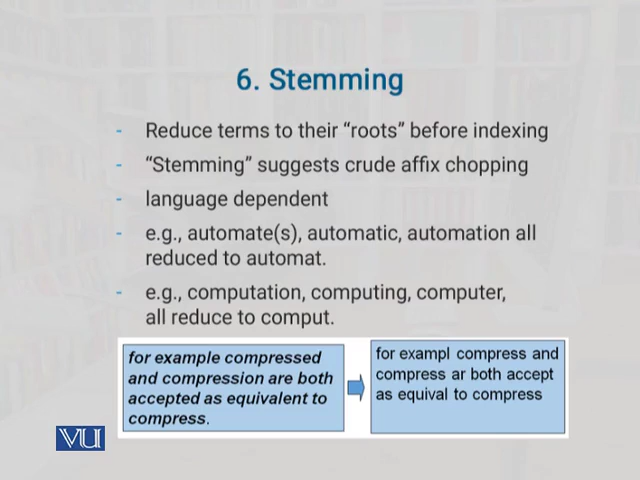 6. Stemming
- Reduce terms to their “roots” before indexing
- “Stemming” suggests crude affix chopping
- language dependent
- e.g., automate(s), automatic, automation all
reduced to automat.
- e.g., computation, computing, computer,
all reduce to comput.
for example compressed
and compression are both
accepted as equivalent to
compress.
for exampl compress and
compress ar both accept
as equival to compress
VU